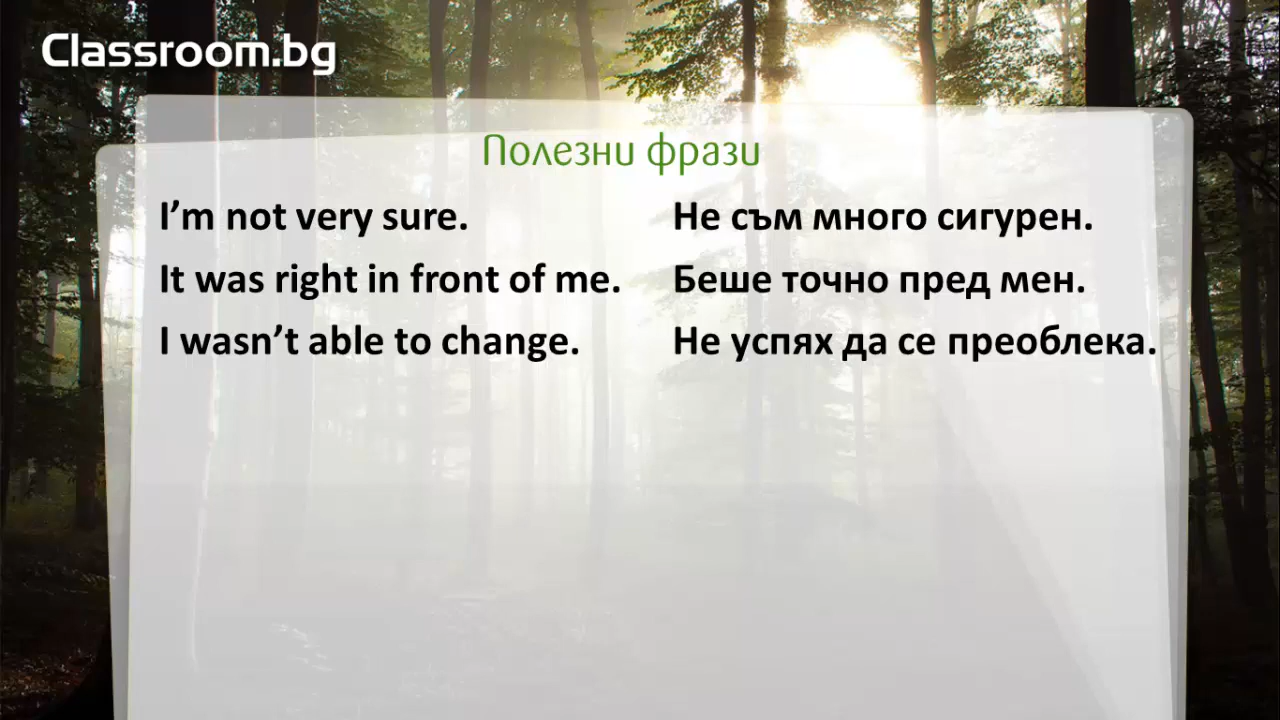 Classroom.bg
Полезни фрази
I’m not very sure. Не съм много сигурен.
It was right in front of me. Беше точно пред мен.
I wasn’t able to change. Не успях да се преоблека.